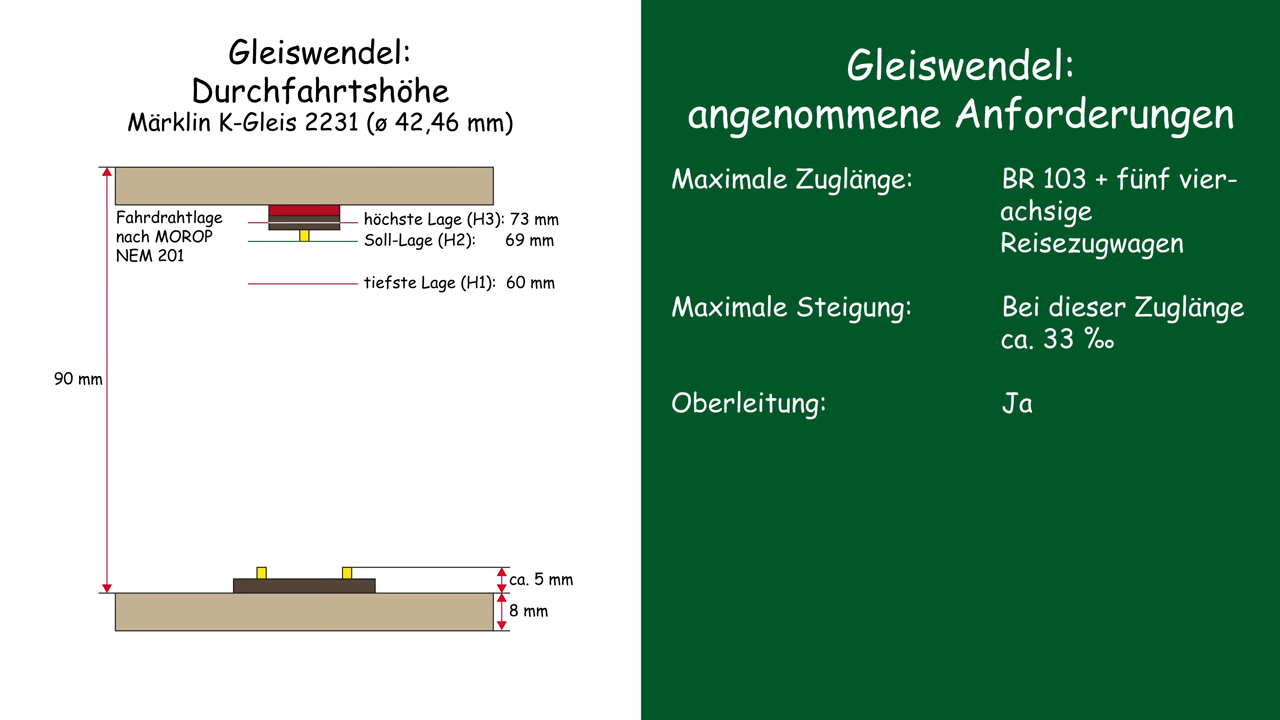 Gleiswendel:
Durchfahrtshöhe
Märklin K-Gleis 2231 (ø 42,46 mm)
Fahrdrahtlage
nach MOROP
NEM 201
höchste Lage (H3): 73 mm
Soll-Lage (H2): 69 mm
tiefste Lage (H1): 60 mm
90 mm
ca. 5 mm
8 mm
Gleiswendel:
angenommene Anforderungen
Maximale Zuglänge: BR 103 + fünf vier-
achsige
Reisezugwagen
Maximale Steigung: Bei dieser Zuglänge
ca. 33 ‰
Oberleitung: Ja